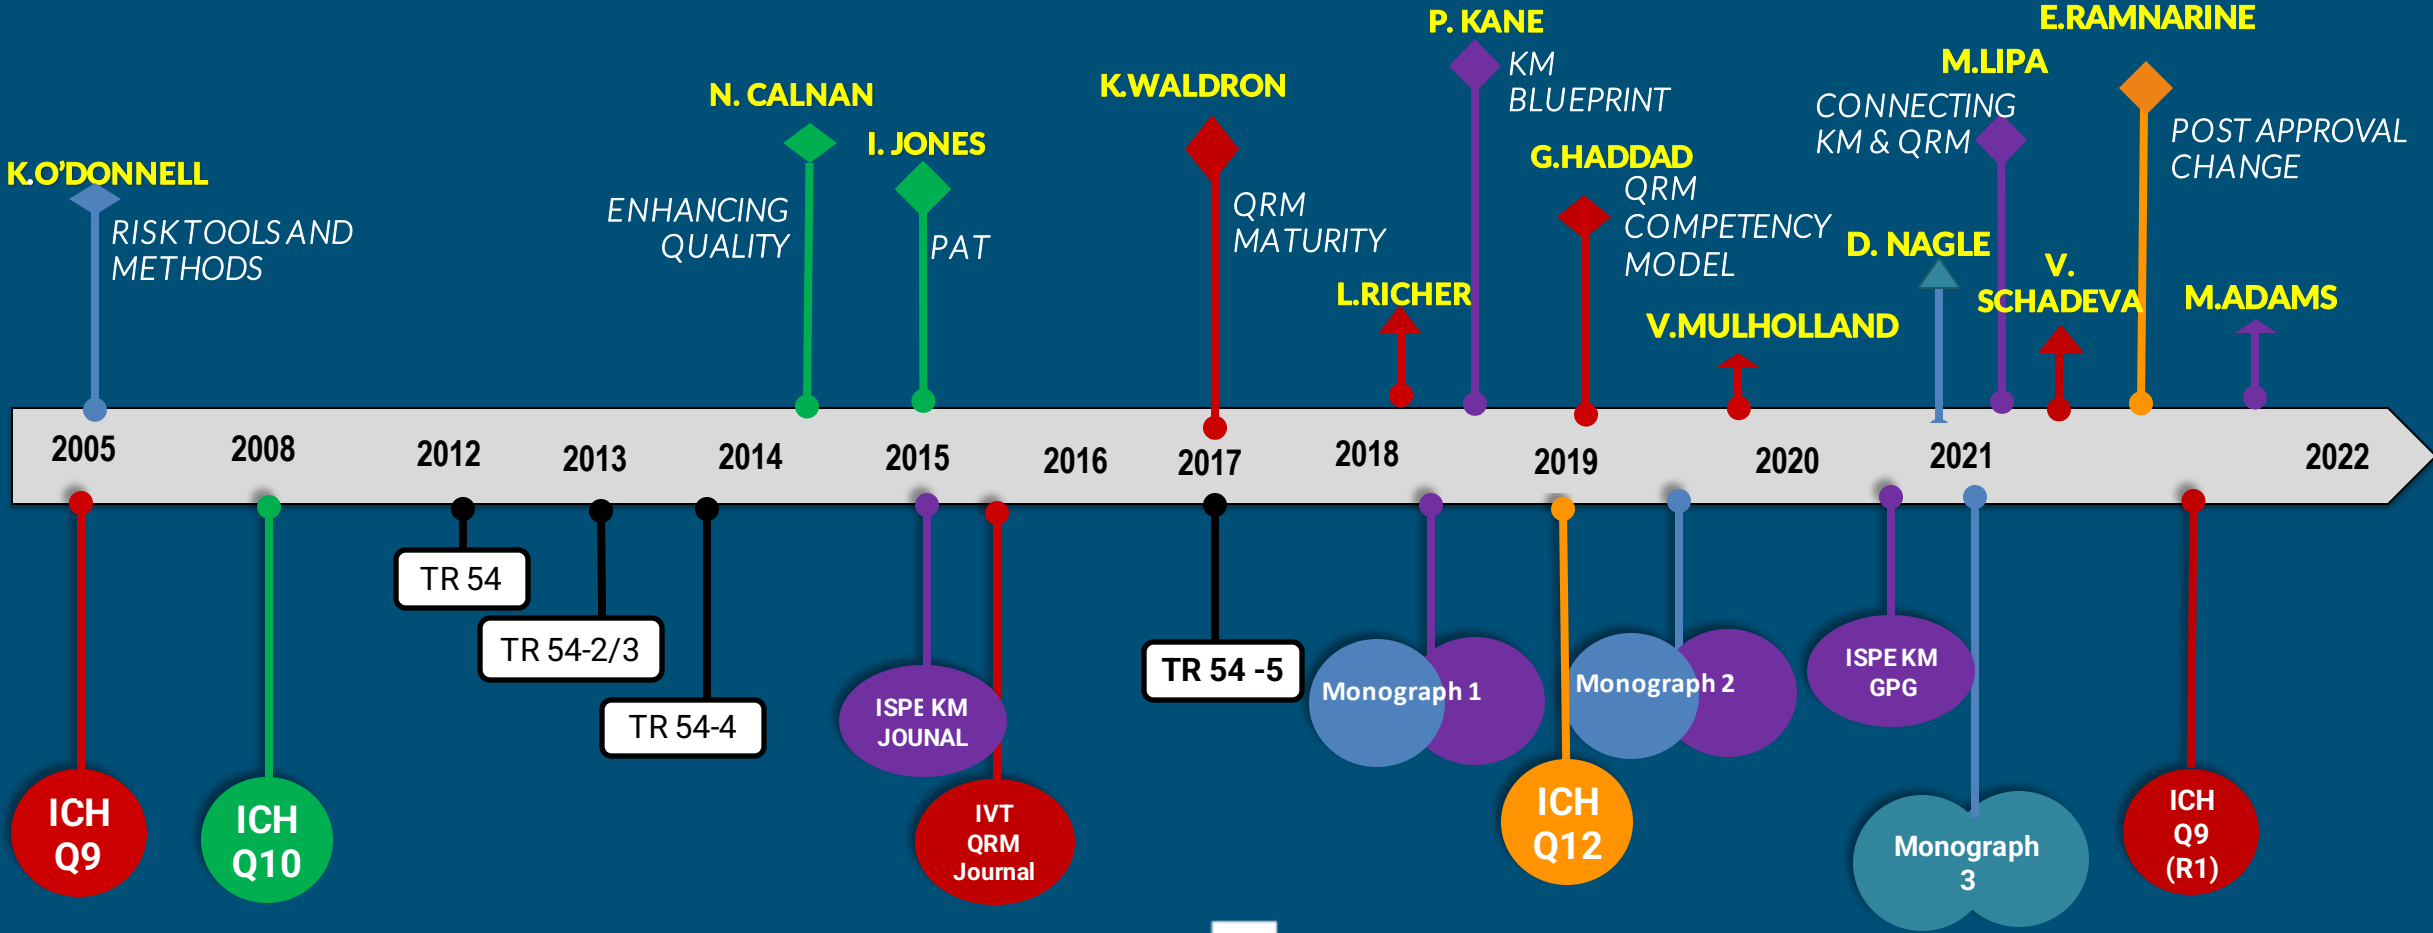 K.O'DONNELL
RISK TOOLS AND
METHODS
N. CALNAN
ENHANCING
QUALITY
I. JONES
PAT
K.WALDRON
QRM
MATURITY
L.RICHER
P. KANE
KM
BLUEPRINT
G.HADDAD
QRM
COMPETENCY
MODEL
V.MULHOLLAND
D. NAGLE
M.LIPA
CONNECTING
KM & QRM
V.
SCHADEVA
E.RAMNARINE
POST APPROVAL
CHANGE
M.ADAMS
2005
2008
2012
2013
2014
2015
2016
2017
2018
2019
2020
2021
2022
ICH
Q9
ICH
Q10
TR 54
TR 54-2/3
TR 54-4
ISPE KM
JOUNAL
IVT
QRM
Journal
TR 54 -5
Monograph 1
ICH
Q12
Monograph 2
ISPE KM
GPG
Monograph
3
ICH
Q9
(R1)